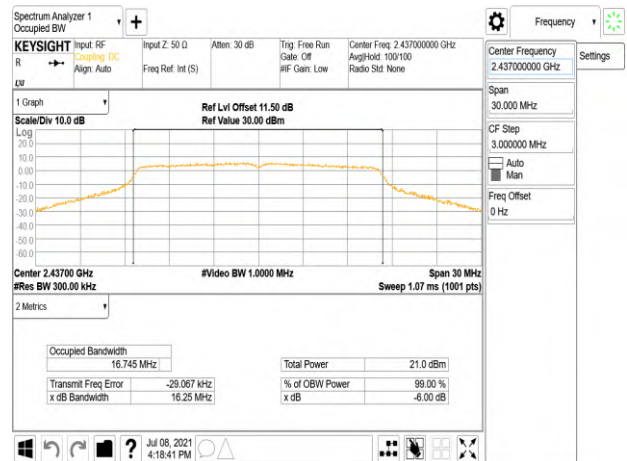 Spectrum Analyzer 1
Occupied BW
Frequency
KEYSIGHT
Input: RF
Coupling: DC
Align: Auto
Input Z: 50 Ω
Freq Ref: Int (S)
Atten: 30 dB
Trig: Free Run
Gate: Off
#IF Gain: Low
Center Freq: 2.437000000 GHz
Avg|Hold: 100/100
Radio Std: None
R
LXI
Center Frequency
2.437000000 GHz
Settings
Span
30.000 MHz
CF Step
3.000000 MHz
Auto
Man
Freq Offset
0 Hz
1 Graph
Scale/Div 10.0 dB
Ref Lvl Offset 11.50 dB
Ref Value 30.00 dBm
Log
20.0
10.0
0.00
-10.0
-20.0
-30.0
-40.0
-50.0
-60.0
Center 2.43700 GHz
#Res BW 300.00 kHz
#Video BW 1.0000 MHz
Span 30 MHz
Sweep 1.07 ms (1001 pts)
2 Metrics
Occupied Bandwidth
16.745 MHz
Total Power 21.0 dBm
Transmit Freq Error -29.067 kHz
% of OBW Power 99.00 %
x dB Bandwidth 16.25 MHz
x dB -6.00 dB
?
Jul 08, 2021
4:18:41 PM